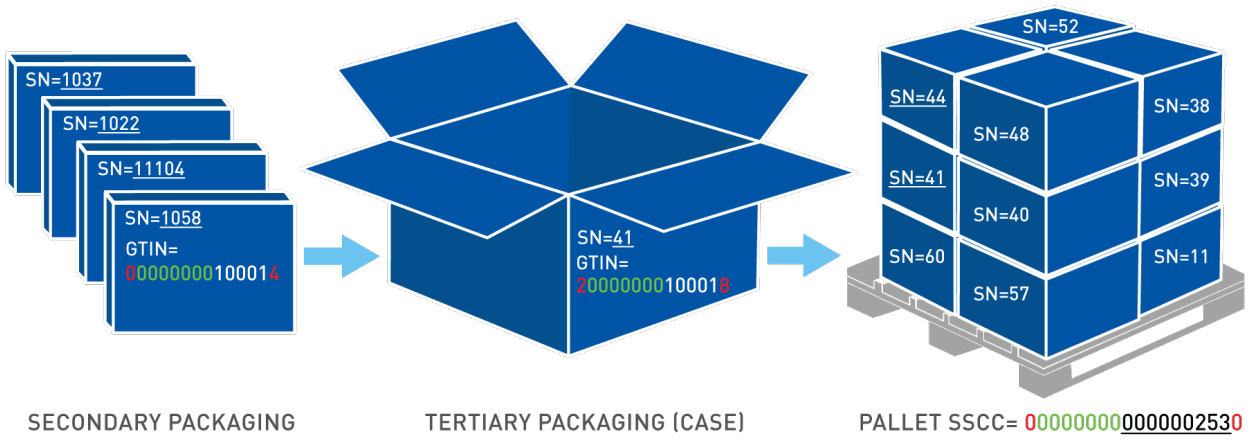 SN=1037
SN=1022
SN=11104
SN=1058
GTIN=
00000000100014
SECONDARY PACKAGING
SN=41
GTIN=
20000000100018
TERTIARY PACKAGING (CASE)
SN=52
SN=44
SN=48
SN=38
SN=41
SN=40
SN=39
SN=60
SN=57
SN=11
PALLET SSCC= 000000000000002530